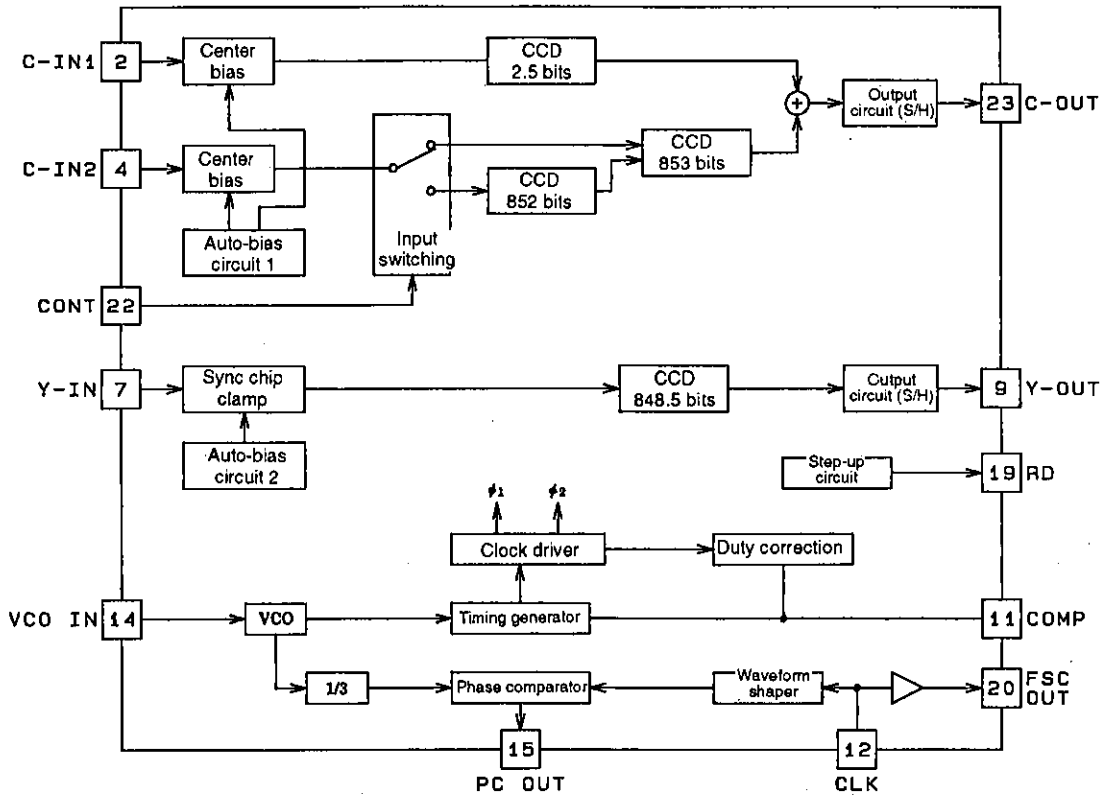 C-IN1
2
Center
bias
CCD
2.5 bits
+
Output
circuit (S/H)
23
C-OUT
C-IN2
4
Center
bias
CCD
853 bits
CCD
852 bits
Auto-bias
circuit 1
Input
switching
CONT
22
Y-IN
7
Sync chip
clamp
CCD
848.5 bits
Cutput
circuit (S/H)
9
Y-OUT
Auto-bias
circuit 2
Step-up
circuit
19
RD
ϕ1
ϕ2
Clock driver
Duty correction
VCO IN
14
VCO
Timing generator
11
COMP
1/3
Phase comparator
Waveform
shaper
20
FSC
OUT
15
12
PC OUT
CLK